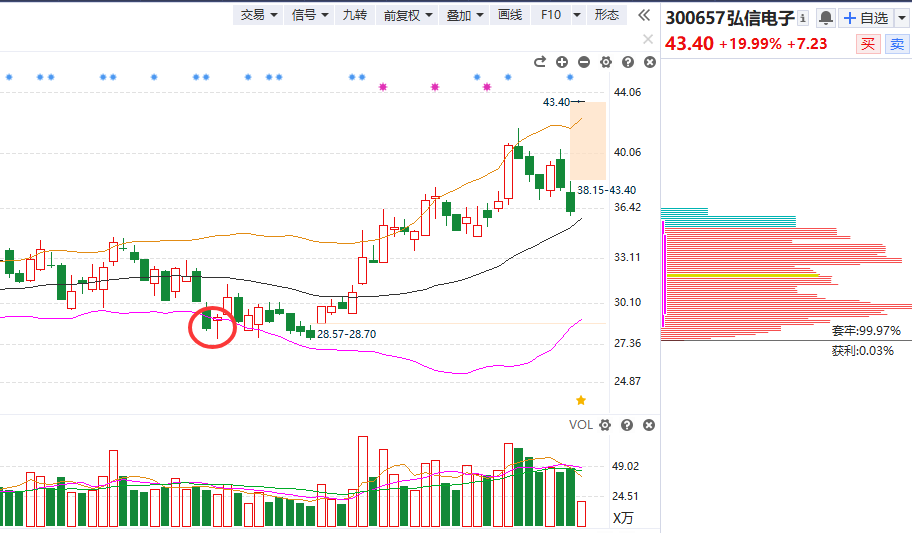 交易 信号 九转 前复权 叠加 画线 F10 形态
300657弘信电子
自选
43.40 +19.99% +7.23
买 卖
44.06
43.40
40.06
38.15-43.40
36.42
33.11
30.10
28.57-28.70
27.36
24.87
套牢:99.97%
获利:0.03%
VOL
49.02
24.51
X万